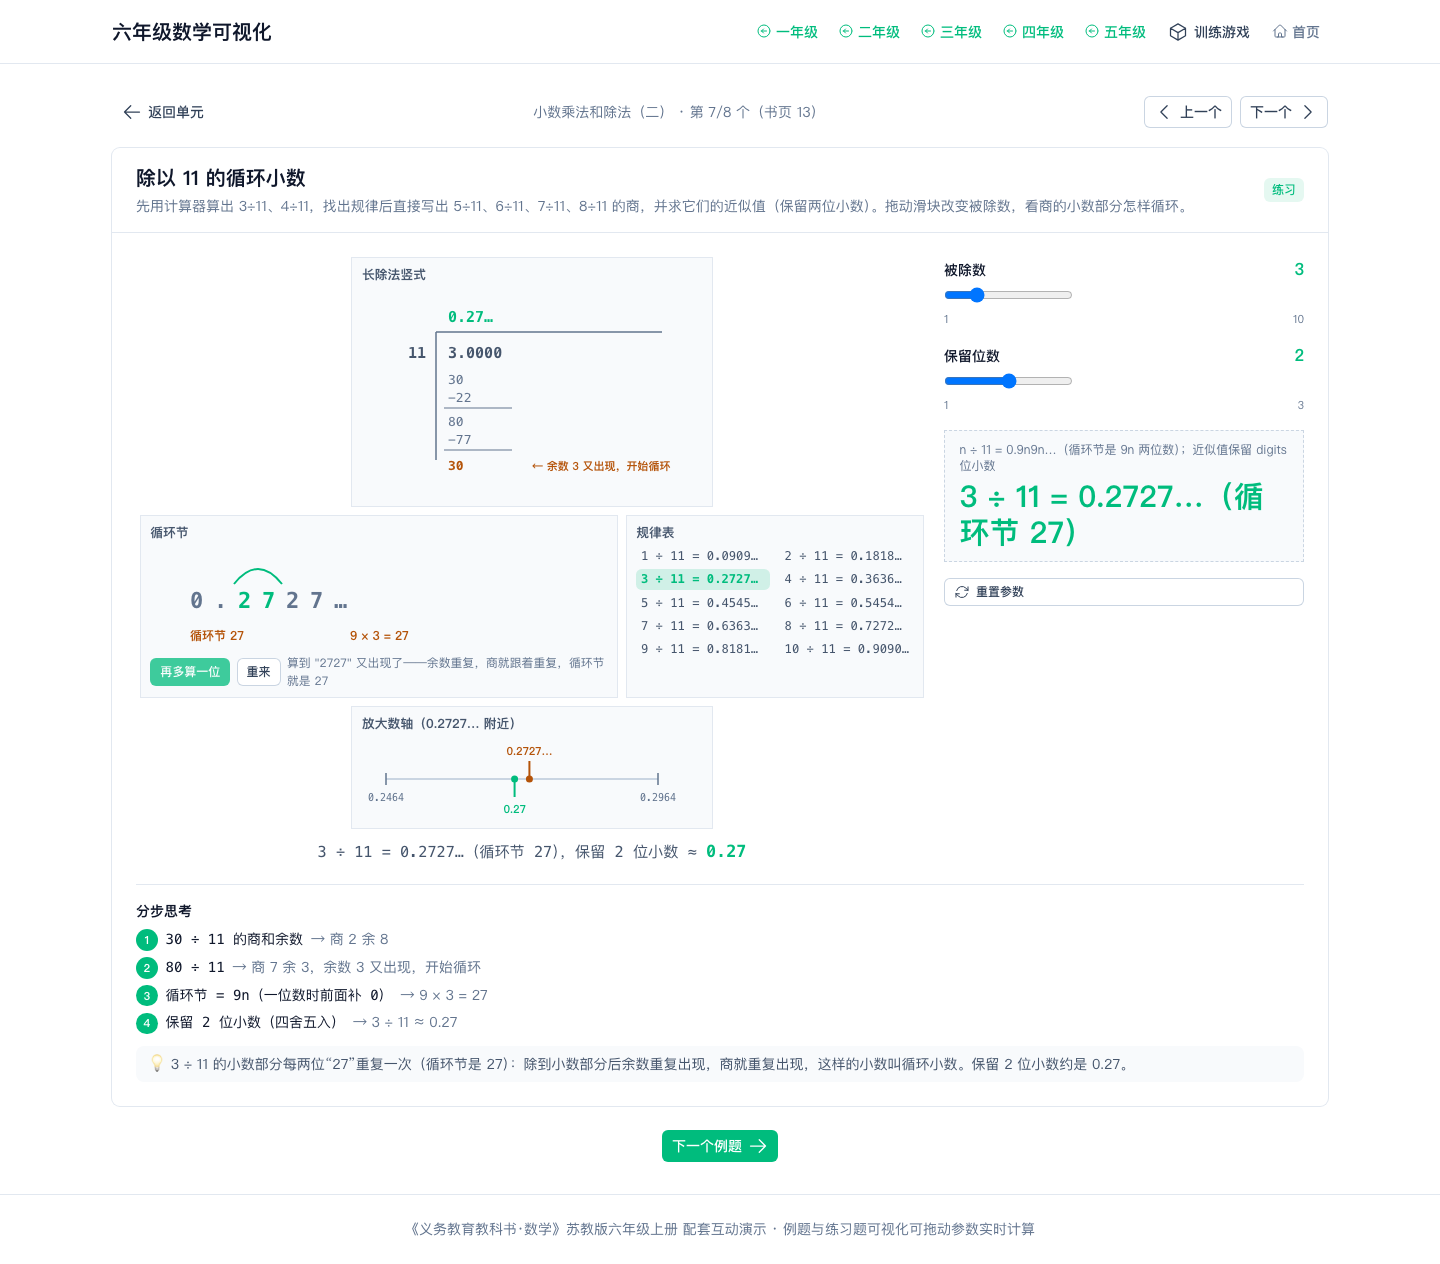 六年级数学可视化
一年级 二年级 三年级 四年级 五年级 训练游戏 首页
返回单元
小数乘法和除法（二） · 第 7/8 个（书页 13）
上一个 下一个
除以 11 的循环小数
先用计算器算出 3÷11、4÷11，找出规律后直接写出 5÷11、6÷11、7÷11、8÷11 的商，并求它们的近似值（保留两位小数）。拖动滑块改变被除数，看商的小数部分怎样循环。
练习
长除法竖式
0.27…
11 3.0000
30
−22
80
−77
30 ← 余数 3 又出现，开始循环
循环节
0.2727…
循环节 27 9 × 3 = 27
再多算一位 重来
算到 "2727" 又出现了——余数重复，商就跟着重复，循环节
就是 27
规律表
1 ÷ 11 = 0.0909… 2 ÷ 11 = 0.1818…
3 ÷ 11 = 0.2727… 4 ÷ 11 = 0.3636…
5 ÷ 11 = 0.4545… 6 ÷ 11 = 0.5454…
7 ÷ 11 = 0.6363… 8 ÷ 11 = 0.7272…
9 ÷ 11 = 0.8181… 10 ÷ 11 = 0.9090…
放大数轴（0.2727… 附近）
0.2727…
0.2464 0.2964
0.27
3 ÷ 11 = 0.2727…（循环节 27），保留 2 位小数 ≈ 0.27
被除数 3
1 10
保留位数 2
1 3
n ÷ 11 = 0.9n9n…（循环节是 9n 两位数）；近似值保留 digits
位小数
3 ÷ 11 = 0.2727…（循
环节 27）
重置参数
分步思考
1 30 ÷ 11 的商和余数 → 商 2 余 8
2 80 ÷ 11 → 商 7 余 3，余数 3 又出现，开始循环
3 循环节 = 9n（一位数时前面补 0） → 9 × 3 = 27
4 保留 2 位小数（四舍五入） → 3 ÷ 11 ≈ 0.27
3 ÷ 11 的小数部分每两位“27”重复一次（循环节是 27）：除到小数部分后余数重复出现，商就重复出现，这样的小数叫循环小数。保留 2 位小数约是 0.27。
下一个例题
《义务教育教科书·数学》苏教版六年级上册 配套互动演示 · 例题与练习题可视化可拖动参数实时计算